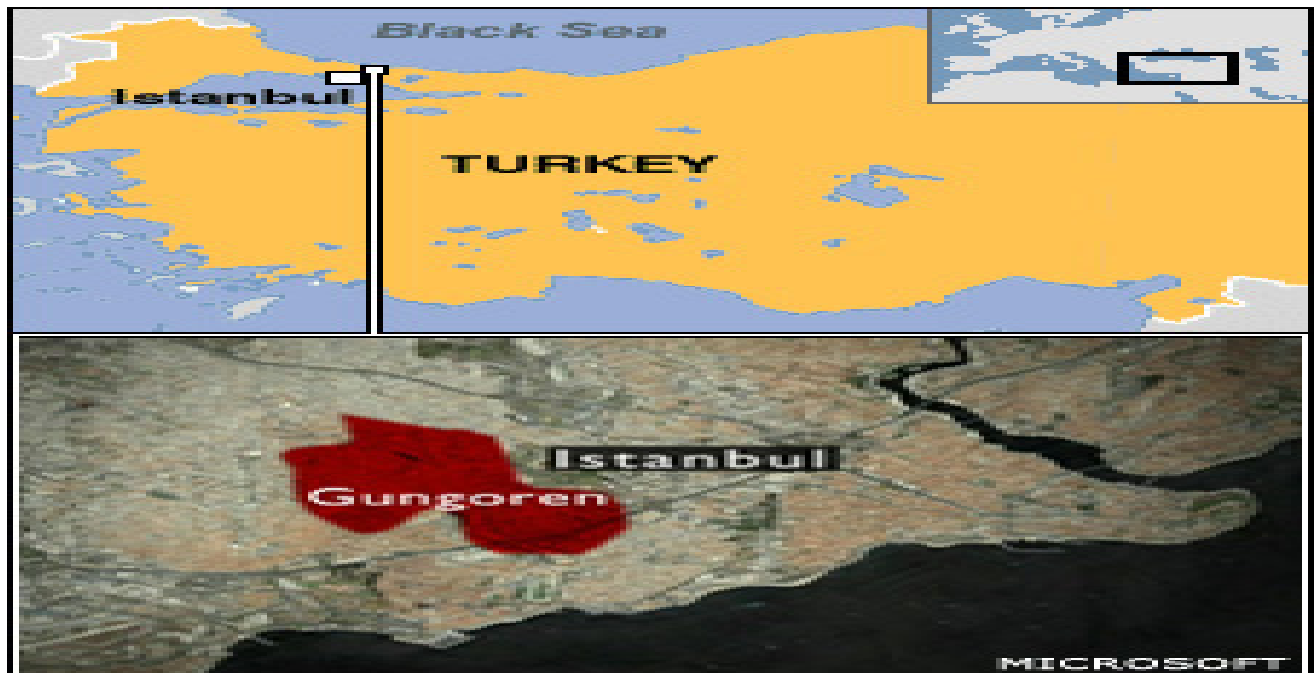 Black Sea
Istanbul
TURKEY
Istanbul
Gungoren
MICROSOFT